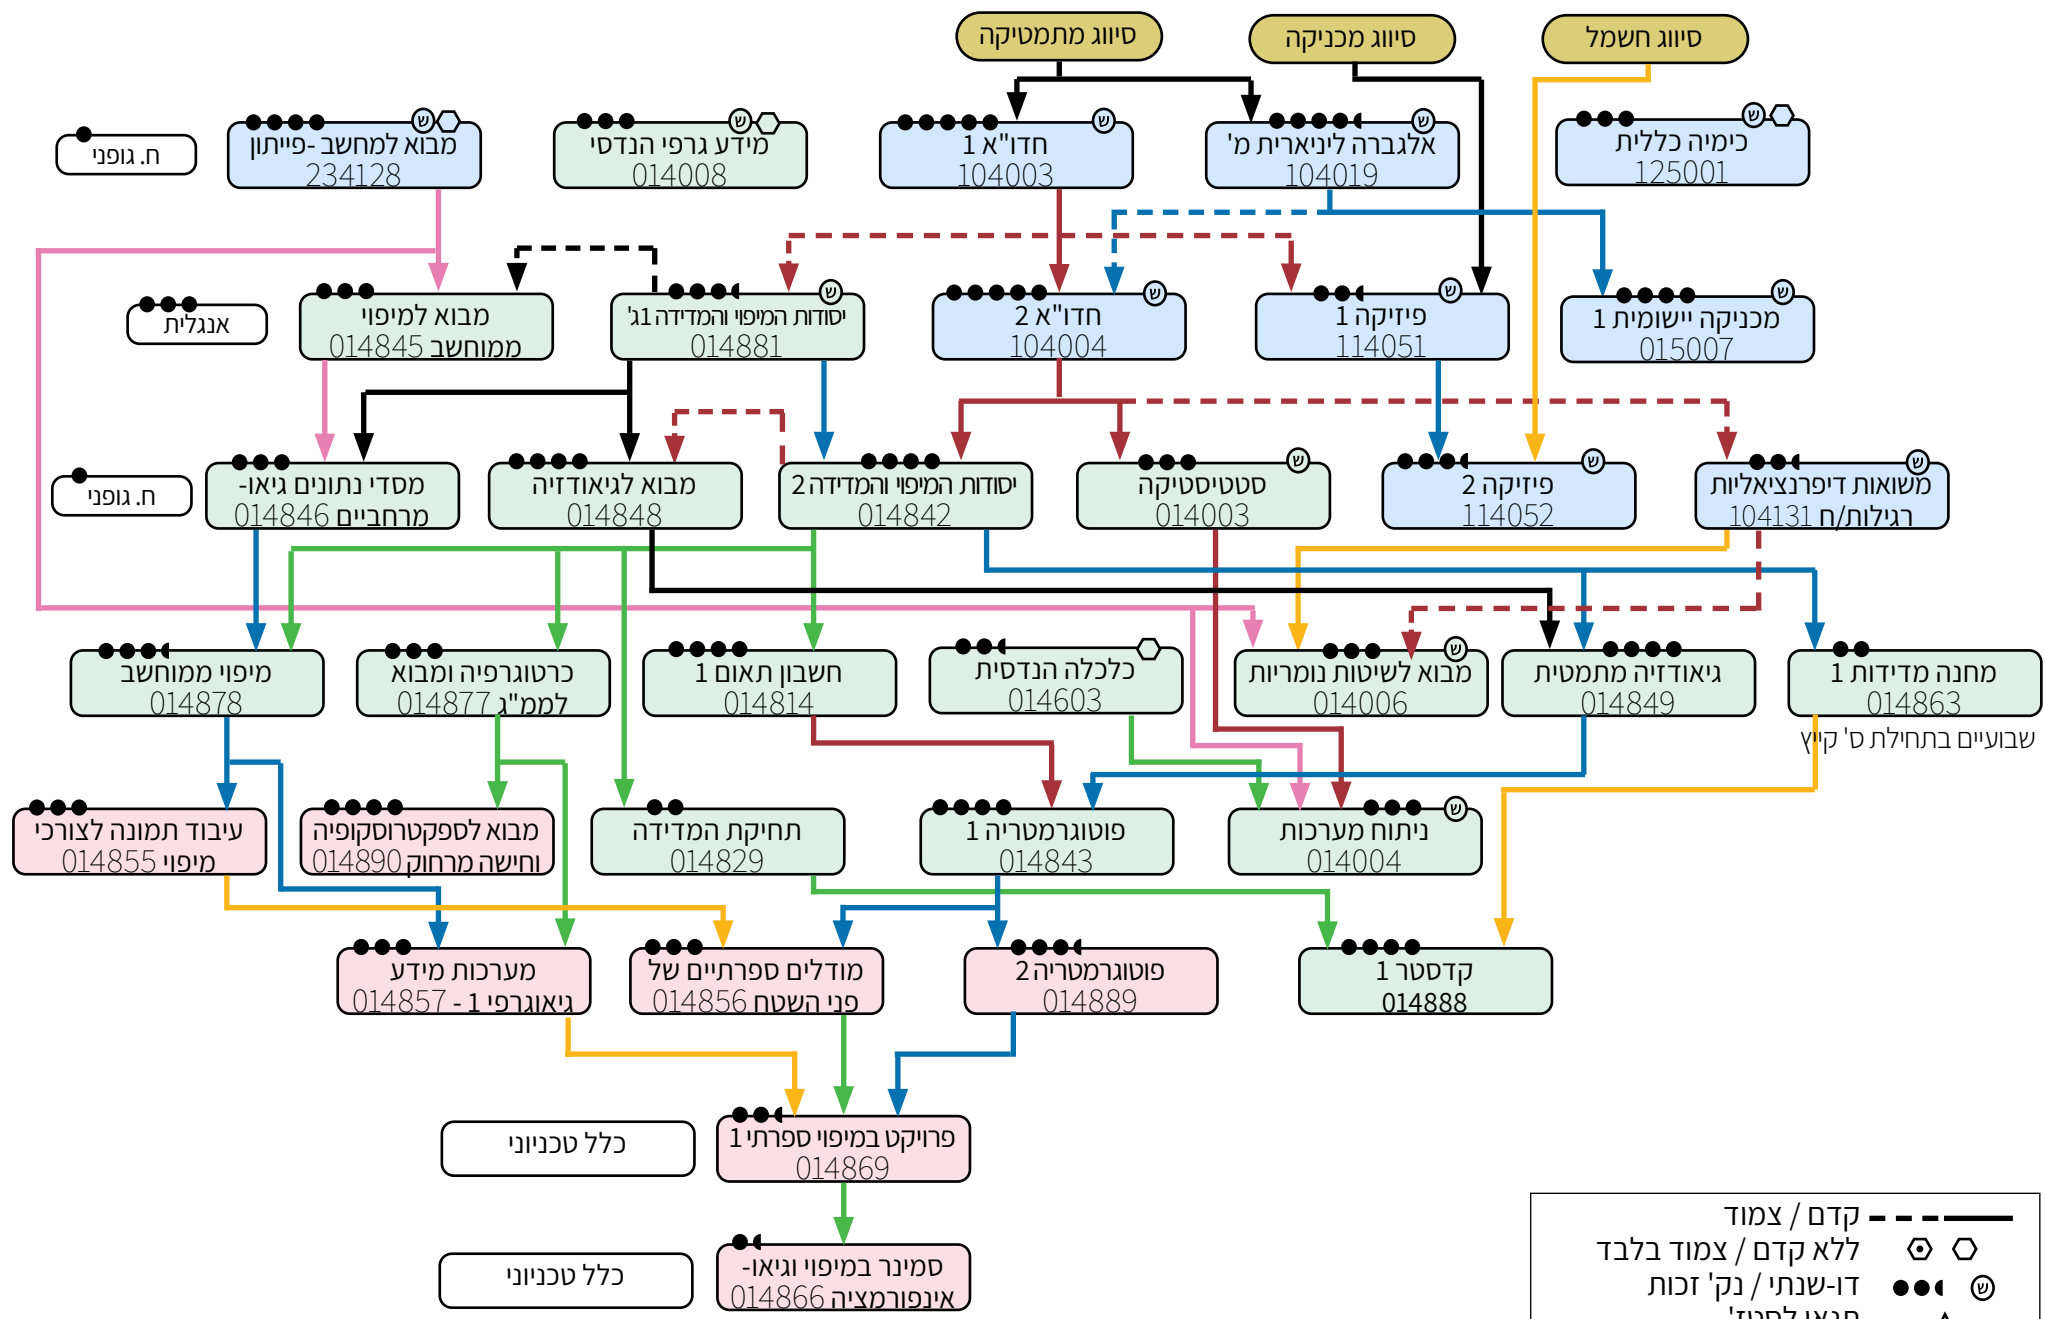 סיווג חשמל
סיווג מכניקה
סיווג מתמטיקה
ש
כימיה כללית
125001
ש
אלגברה ליניארית מ'
104019
ש
חדו"א 1
104003
ש
מידע גרפי הנדסי
014008
ש
מבוא למחשב -פייתון
234128
ח. גופני
ש
מכניקה יישומית 1
015007
ש
פיזיקה 1
114051
ש
חדו"א 2
104004
ש
יסודות המיפוי והמדידה 1ג'
014881
מבוא למיפוי
ממוחשב 014845
אנגלית
ש
משואות דיפרנציאליות
רגילות/ח 104131
ש
פיזיקה 2
114052
ש
סטטיסטיקה
014003
יסודות המיפוי והמדידה 2
014842
מבוא לגיאודזיה
014848
מסדי נתונים גיאו-
מרחביים 014846
ח. גופני
מחנה מדידות 1
014863
שבועיים בתחילת ס' קייץ
גיאודזיה מתמטית
014849
ש
מבוא לשיטות נומריות
014006
כלכלה הנדסית
014603
חשבון תאום 1
014814
כרטוגרפיה ומבוא
לממ"ג 014877
מיפוי ממוחשב
014878
ש
ניתוח מערכות
014004
פוטוגרמטריה 1
014843
תחיקת המדידה
014829
מבוא לספקטרוסקופיה
וחישה מרחוק 014890
עיבוד תמונה לצורכי
מיפוי 014855
קדסטר 1
014888
פוטוגרמטריה 2
014889
מודלים ספרתיים של
פני השטח 014856
מערכות מידע
גיאוגרפי 1 - 014857
פרויקט במיפוי ספרתי 1
014869
כלל טכניוני
סמינר במיפוי וגיאו-
אינפורמציה 014866
כלל טכניוני
קדם / צמוד
ללא קדם / צמוד בלבד
דו-שנתי / נק' זכות
ש